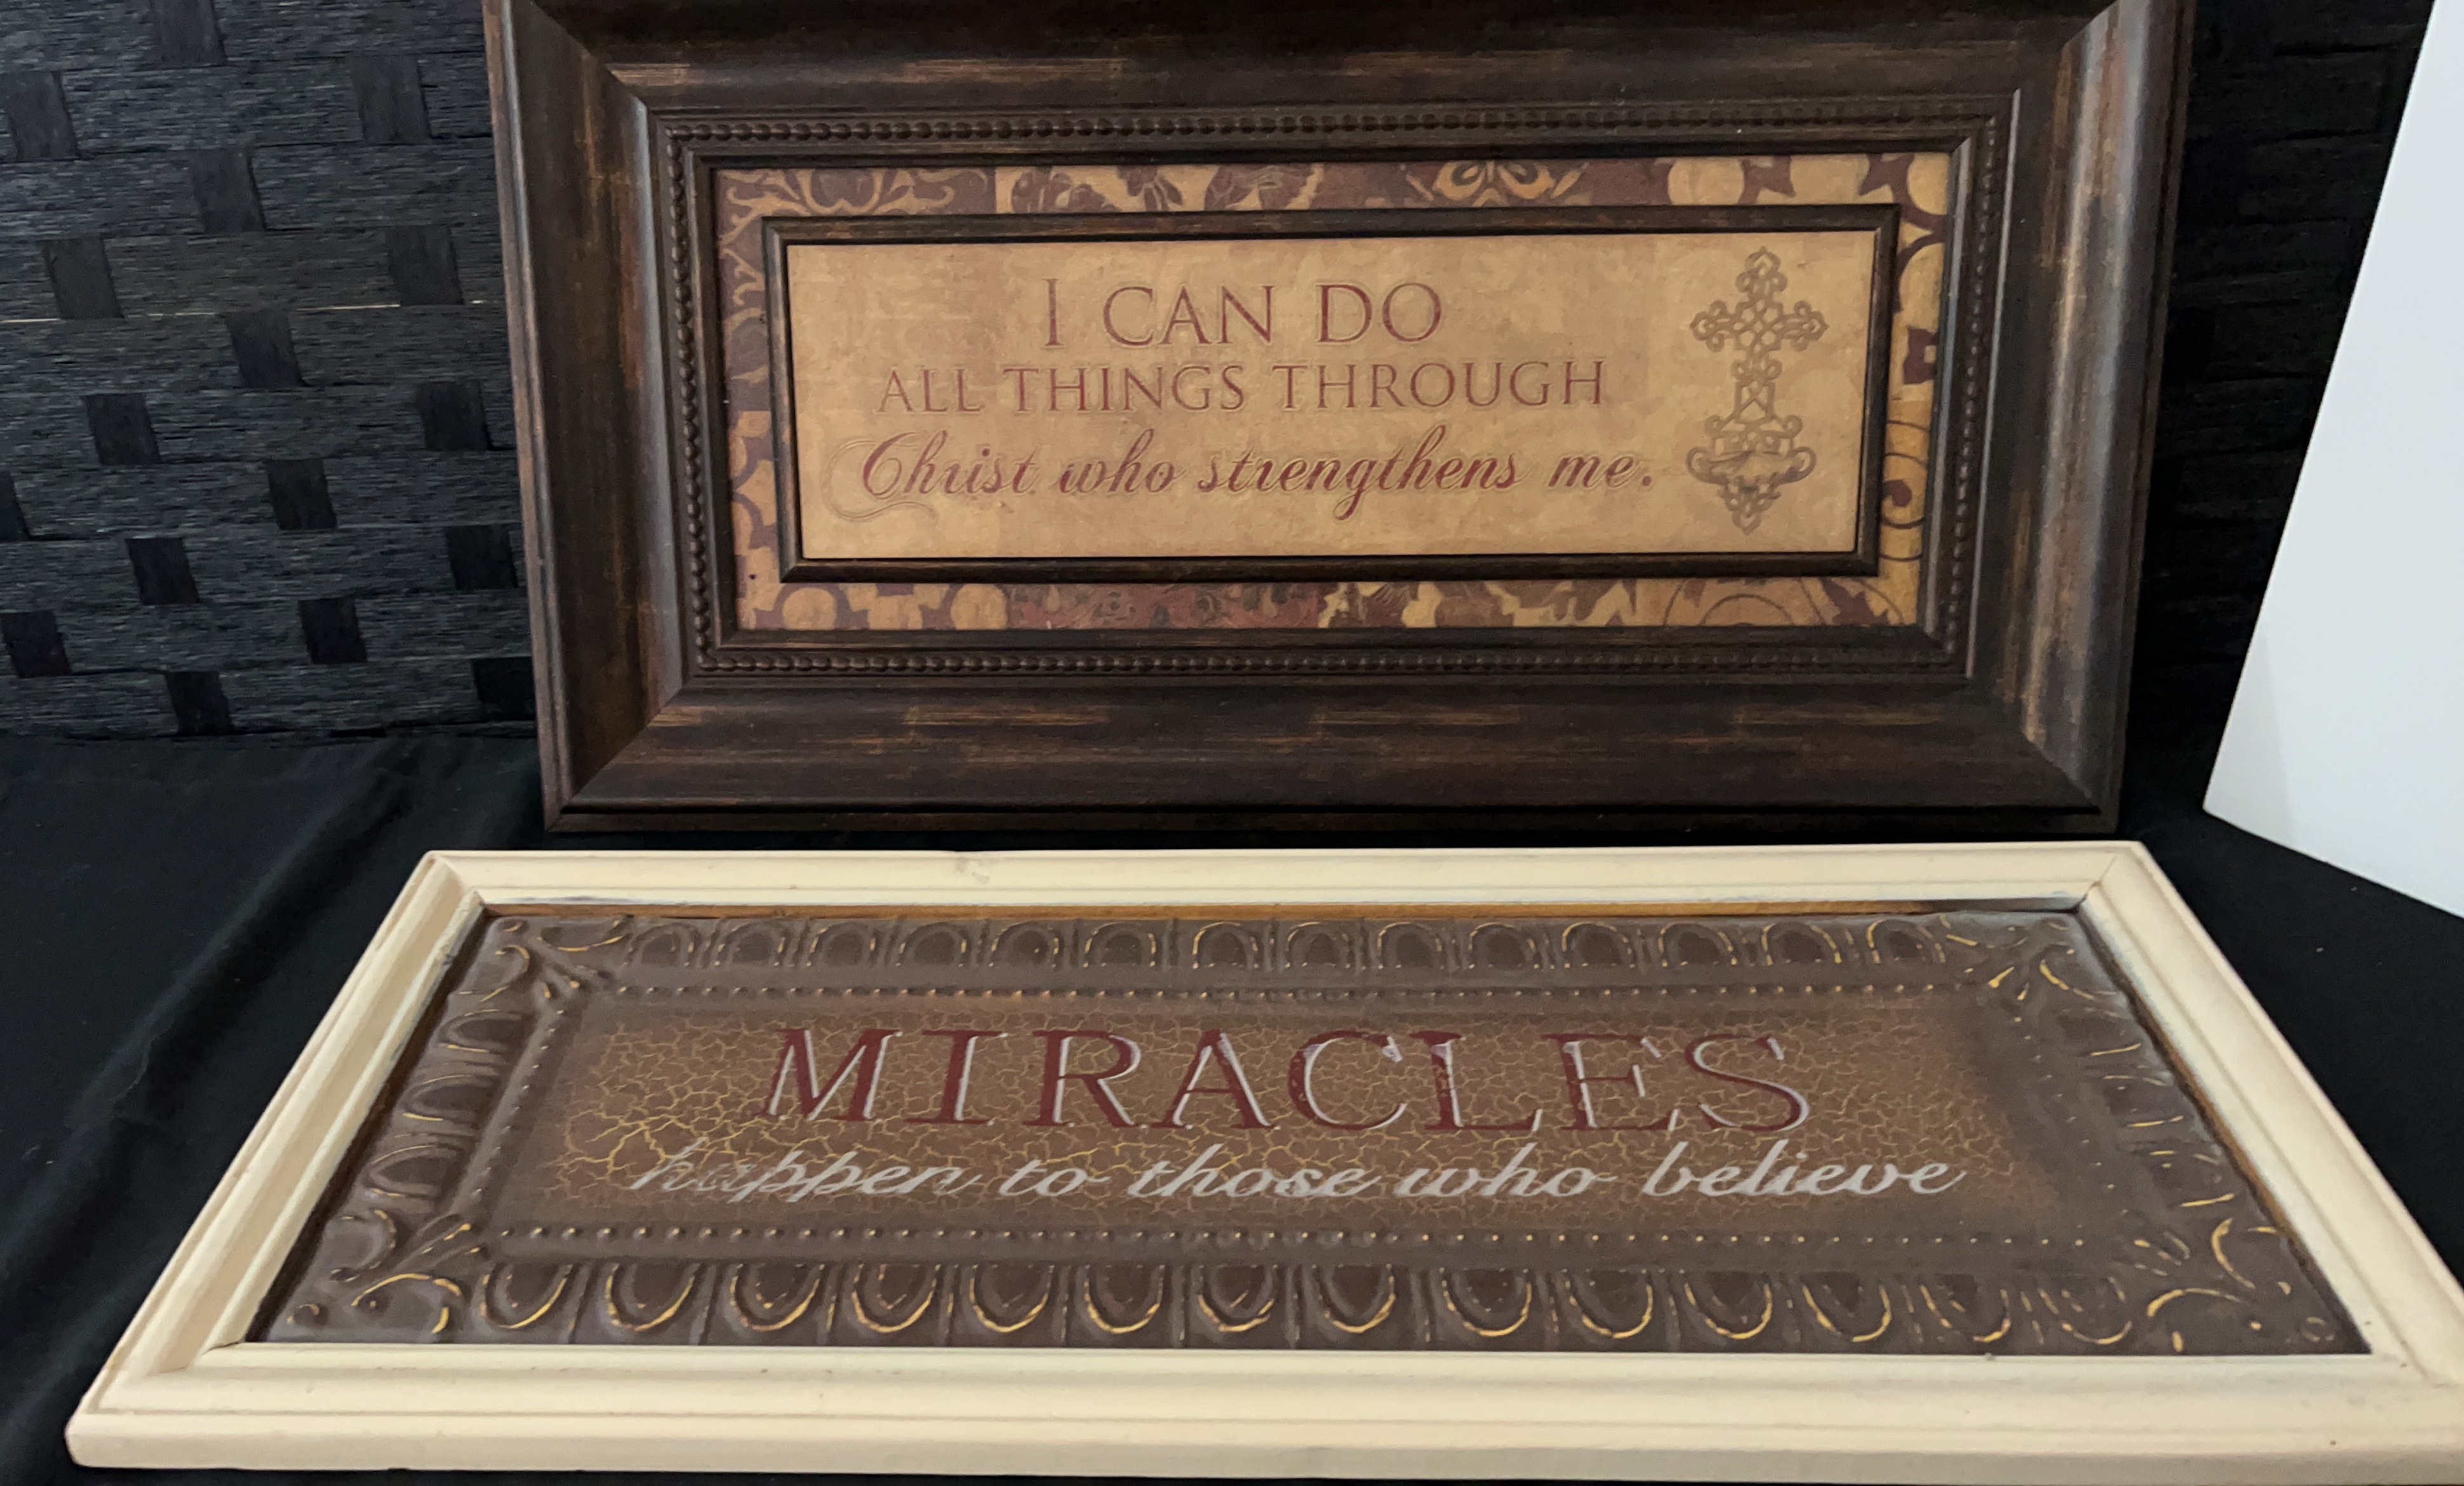 I CAN DO
ALL THINGS THROUGH
Christ who strengthens me.
MIRACLES
happen to those who believe